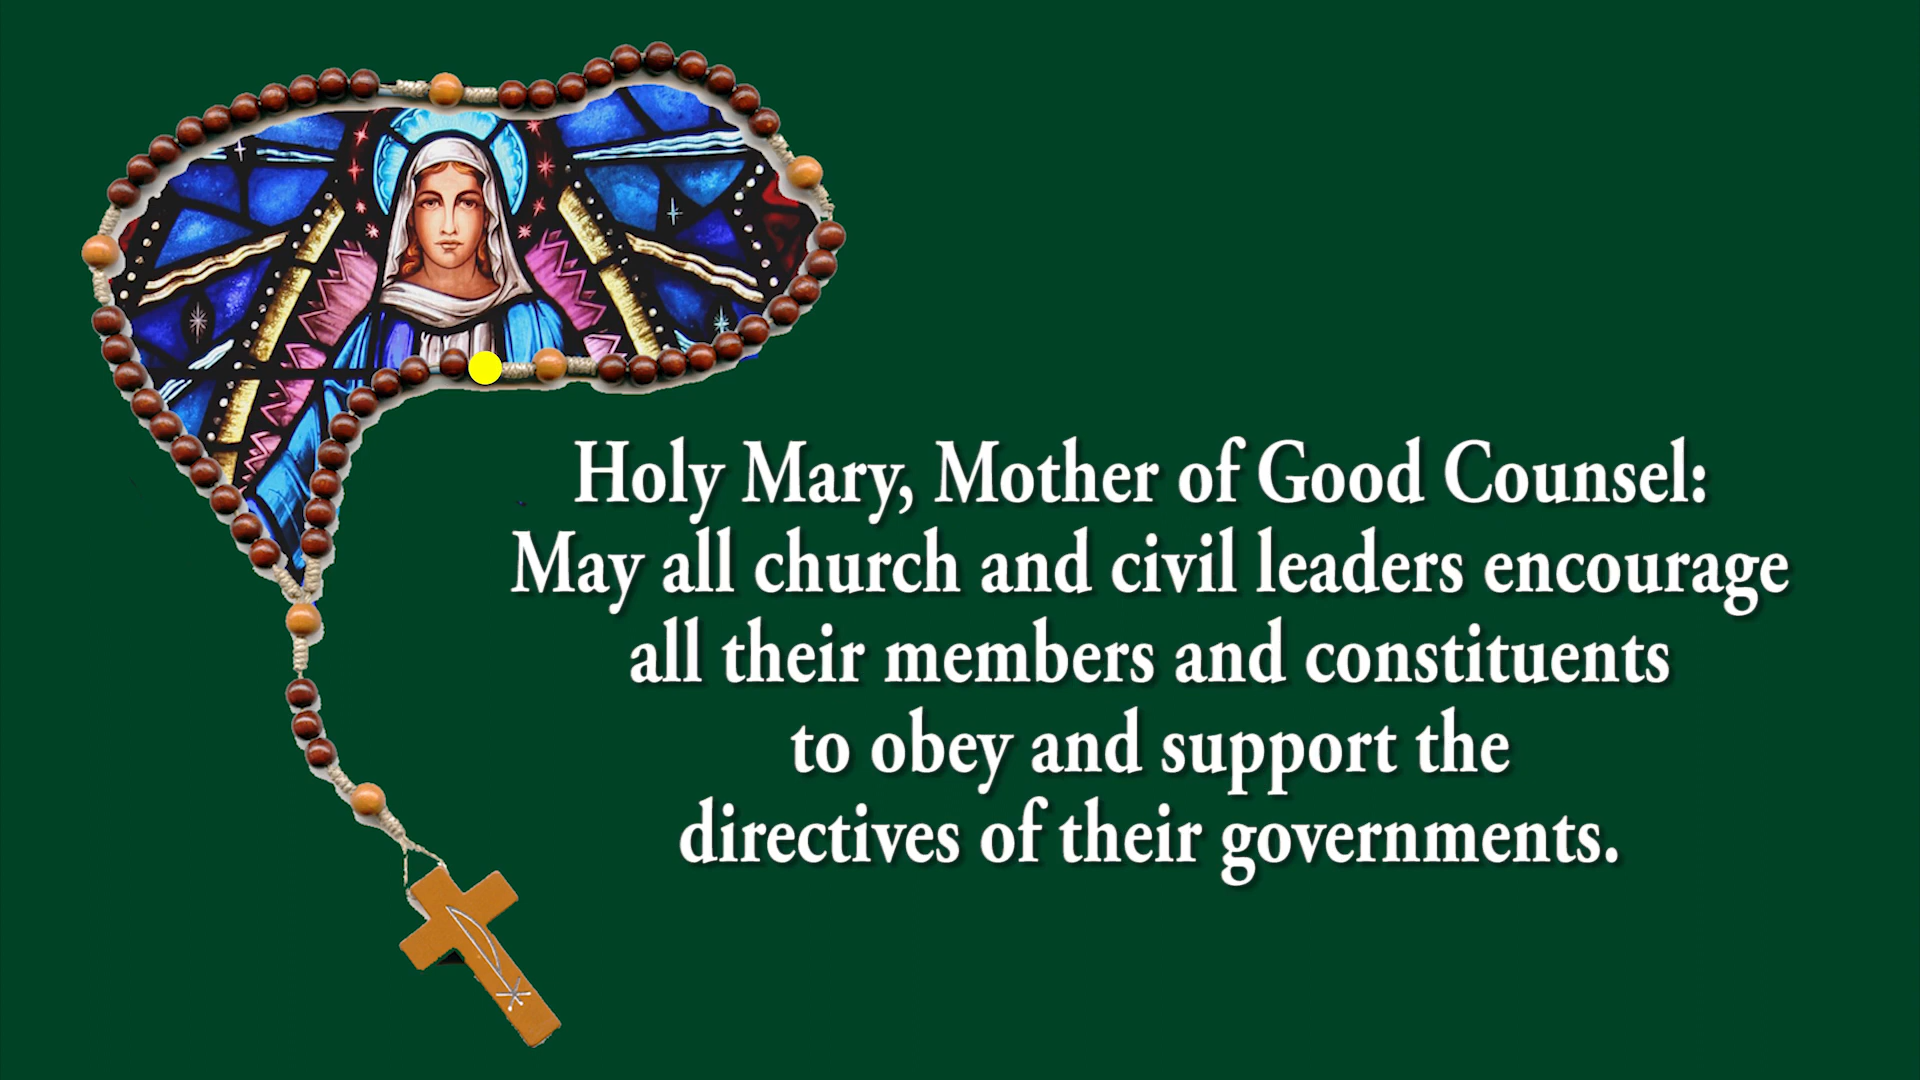 Holy Mary, Mother of Good Counsel:
May all church and civil leaders encourage
all their members and constituents
to obey and support the
directives of their governments.